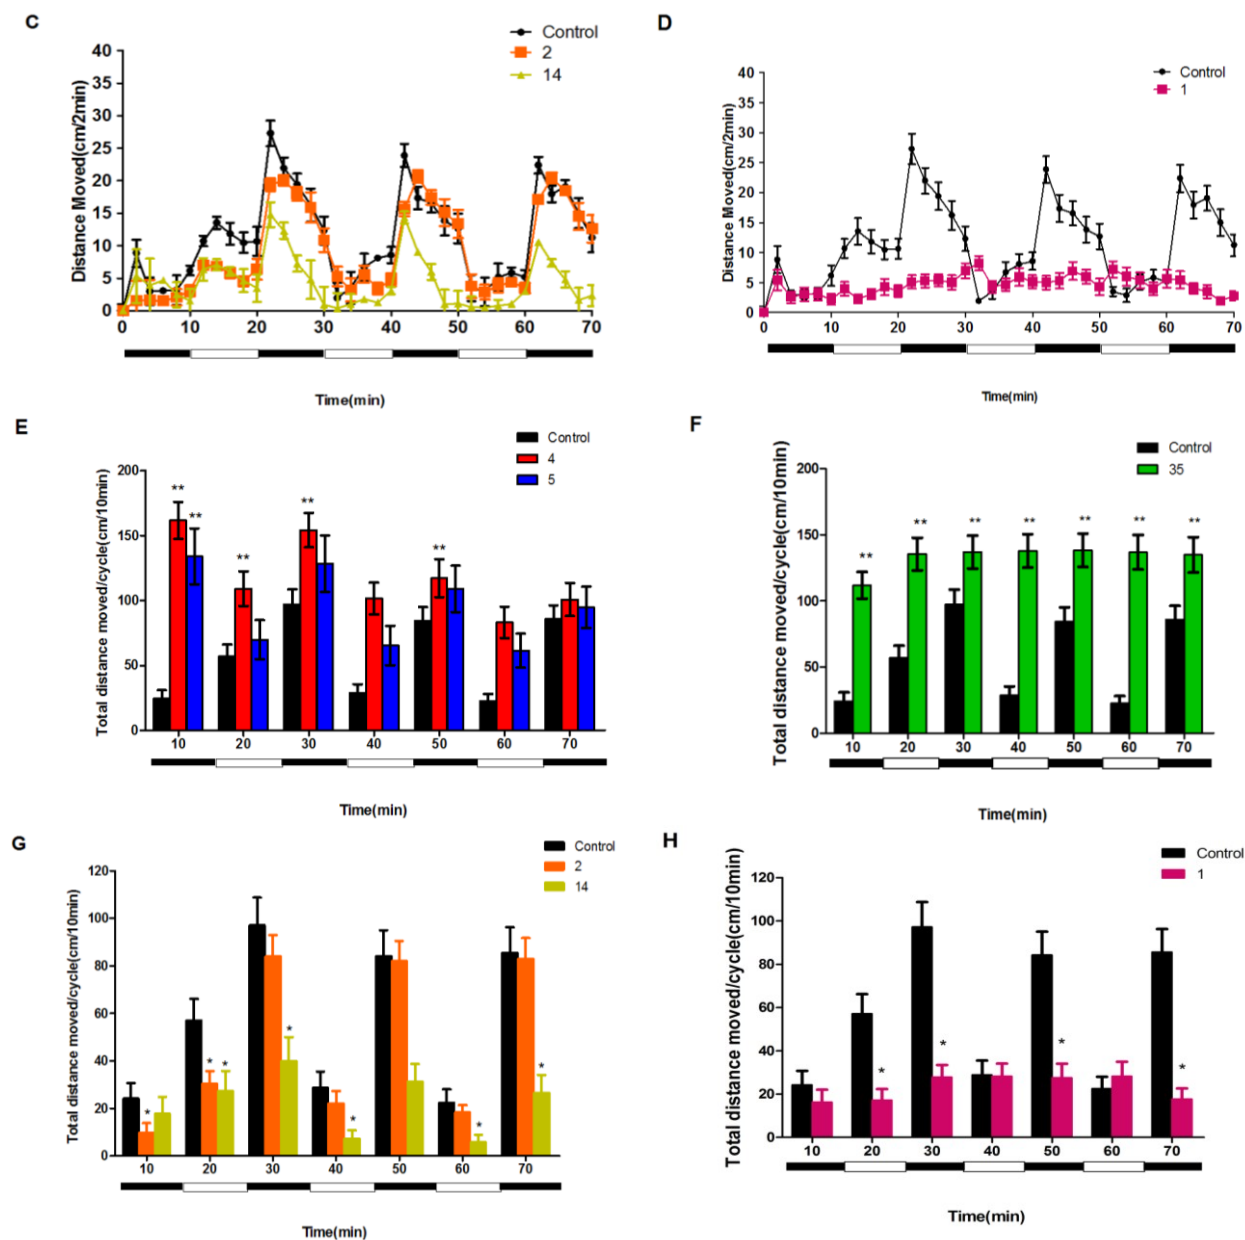 C
Control
2
14
40
35
30
25
20
15
10
5
0
Distance Moved(cm/2min)
0 10 20 30 40 50 60 70
Time(min)
D
Control
1
40
35
30
25
20
15
10
5
0
Distance Moved(cm/2min)
0 10 20 30 40 50 60 70
Time(min)
E
Control
4
5
200
150
100
50
0
Total distance moved/cycle(cm/10min)
** ** ** ** **
10 20 30 40 50 60 70
Time(min)
F
Control
35
200
150
100
50
0
Total distance moved/cycle(cm/10min)
** ** ** ** ** ** **
10 20 30 40 50 60 70
Time(min)
G
Control
2
14
120
100
80
60
40
20
0
Total distance moved/cycle(cm/10min)
* * * * * * *
10 20 30 40 50 60 70
Time(min)
H
Control
1
120
100
80
60
40
20
0
Total distance moved/cycle(cm/10min)
* * * *
10 20 30 40 50 60 70
Time(min)